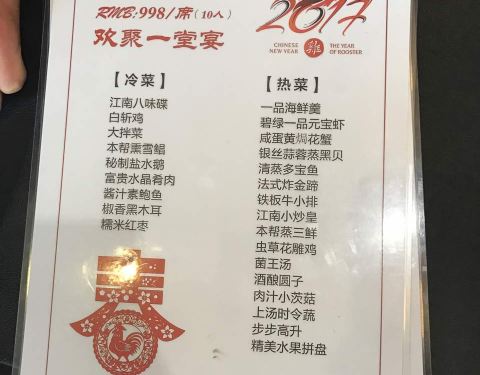 RMB:998/席(10人)
欢聚一堂宴
2017
CHINESE NEW YEAR
雞
THE YEAR OF ROOSTER
【冷菜】
江南八味碟
白斩鸡
大拌菜
本帮熏雪鲳
秘制盐水鹅
富贵水晶肴肉
酱汁素鲍鱼
椒香黑木耳
糯米红枣
春
【热菜】
一品海鲜羹
碧绿一品元宝虾
咸蛋黄焗花蟹
银丝蒜蓉蒸黑贝
清蒸多宝鱼
法式炸金蹄
铁板牛小排
江南小炒皇
本帮蒸三鲜
虫草花雕鸡
菌王汤
酒酿圆子
肉汁小茨菇
上汤时令蔬
步步高升
精美水果拼盘